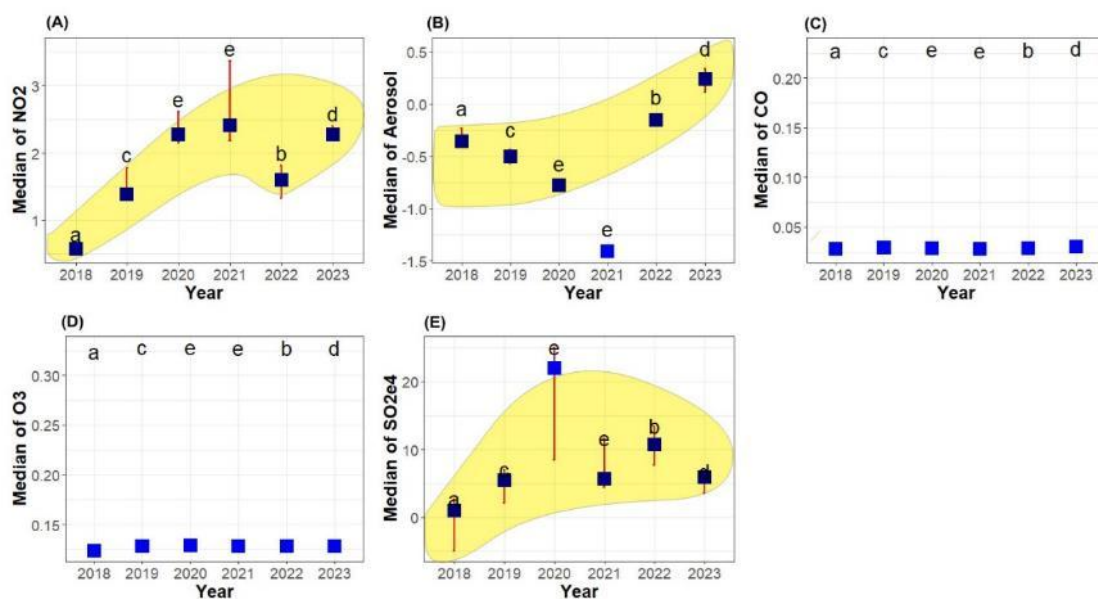 (A)
Median of NO2
3
2
1
a
c
e
e
b
d
2018 2019 2020 2021 2022 2023
Year
(B)
Median of Aerosol
0.5
0.0
-0.5
-1.0
-1.5
a
c
e
e
b
d
2018 2019 2020 2021 2022 2023
Year
(C)
Median of CO
0.20
0.15
0.10
0.05
a c e e b d
2018 2019 2020 2021 2022 2023
Year
(D)
Median of O3
0.30
0.25
0.20
0.15
a c e e b d
2018 2019 2020 2021 2022 2023
Year
(E)
Median of SO2e4
20
10
0
a
c
e
e
b
d
2018 2019 2020 2021 2022 2023
Year